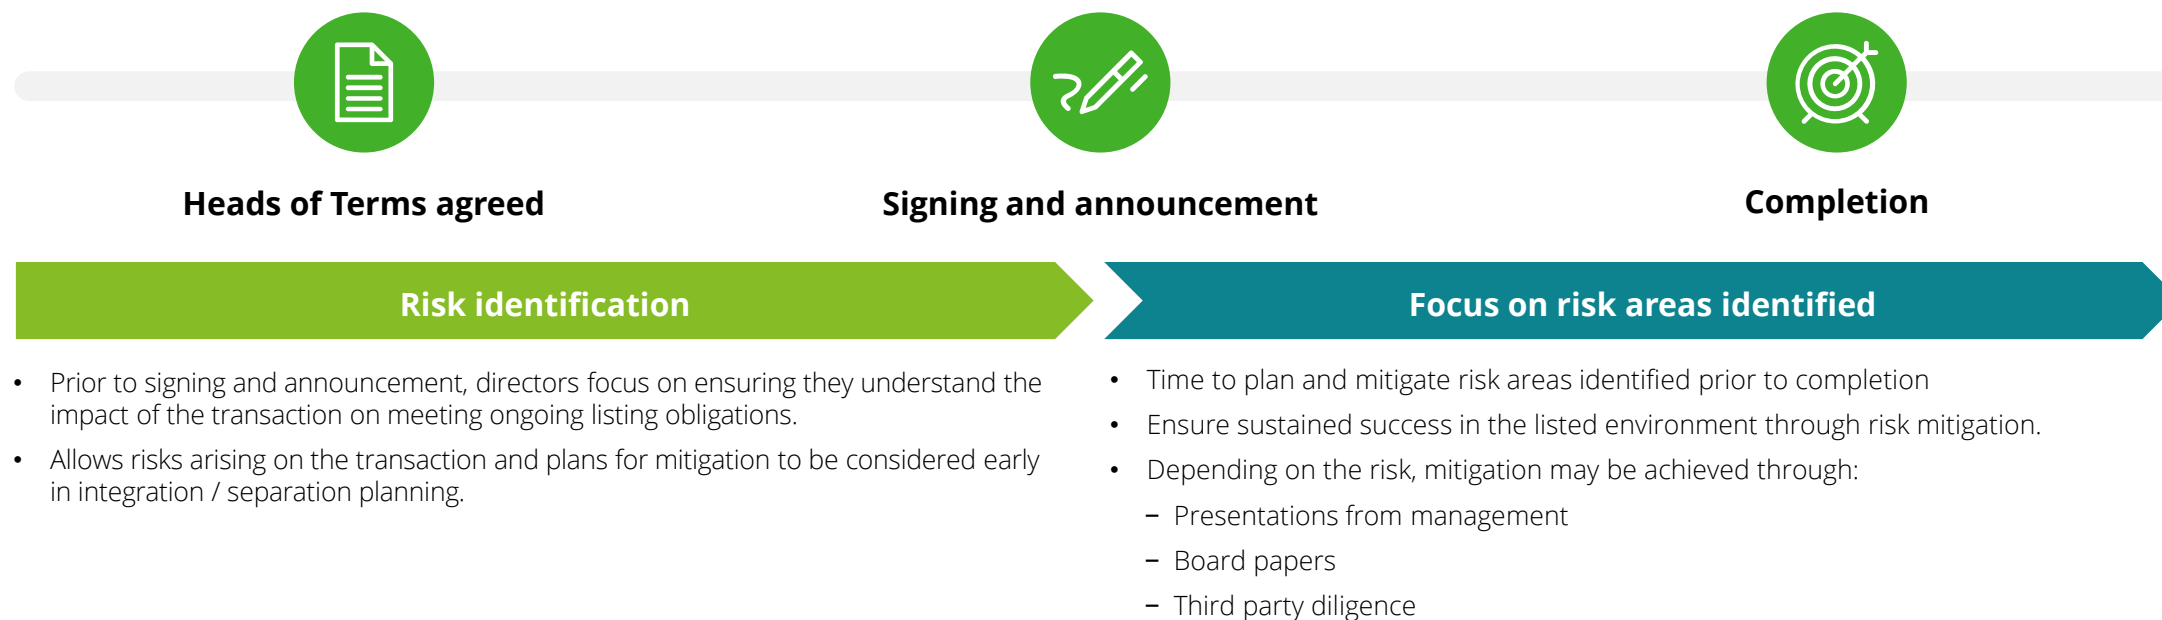 Heads of Terms agreed
Signing and announcement
Completion
Risk identification
Focus on risk areas identified
• Prior to signing and announcement, directors focus on ensuring they understand the
impact of the transaction on meeting ongoing listing obligations.
• Allows risks arising on the transaction and plans for mitigation to be considered early
in integration / separation planning.
• Time to plan and mitigate risk areas identified prior to completion
• Ensure sustained success in the listed environment through risk mitigation.
• Depending on the risk, mitigation may be achieved through:
– Presentations from management
– Board papers
– Third party diligence